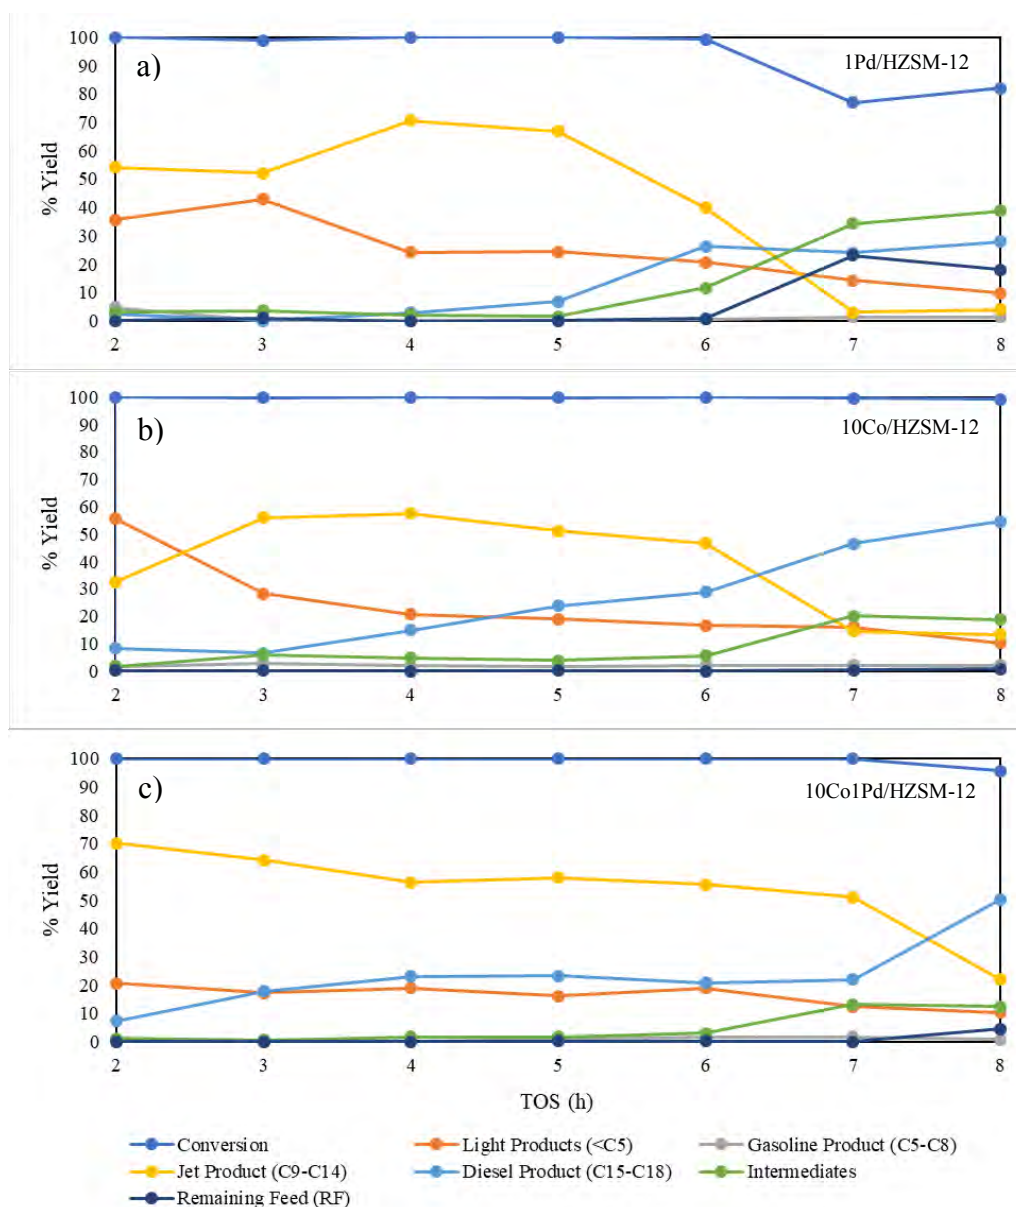 a)
1Pd/HZSM-12
100
90
80
70
60
50
40
30
20
10
0
% Yield
2 3 4 5 6 7 8
b)
10Co/HZSM-12
100
90
80
70
60
50
40
30
20
10
0
% Yield
2 3 4 5 6 7 8
c)
10Co1Pd/HZSM-12
100
90
80
70
60
50
40
30
20
10
0
% Yield
2 3 4 5 6 7 8
TOS (h)
Conversion Light Products (<C5) Gasoline Product (C5-C8)
Jet Product (C9-C14) Diesel Product (C15-C18) Intermediates
Remaining Feed (RF)